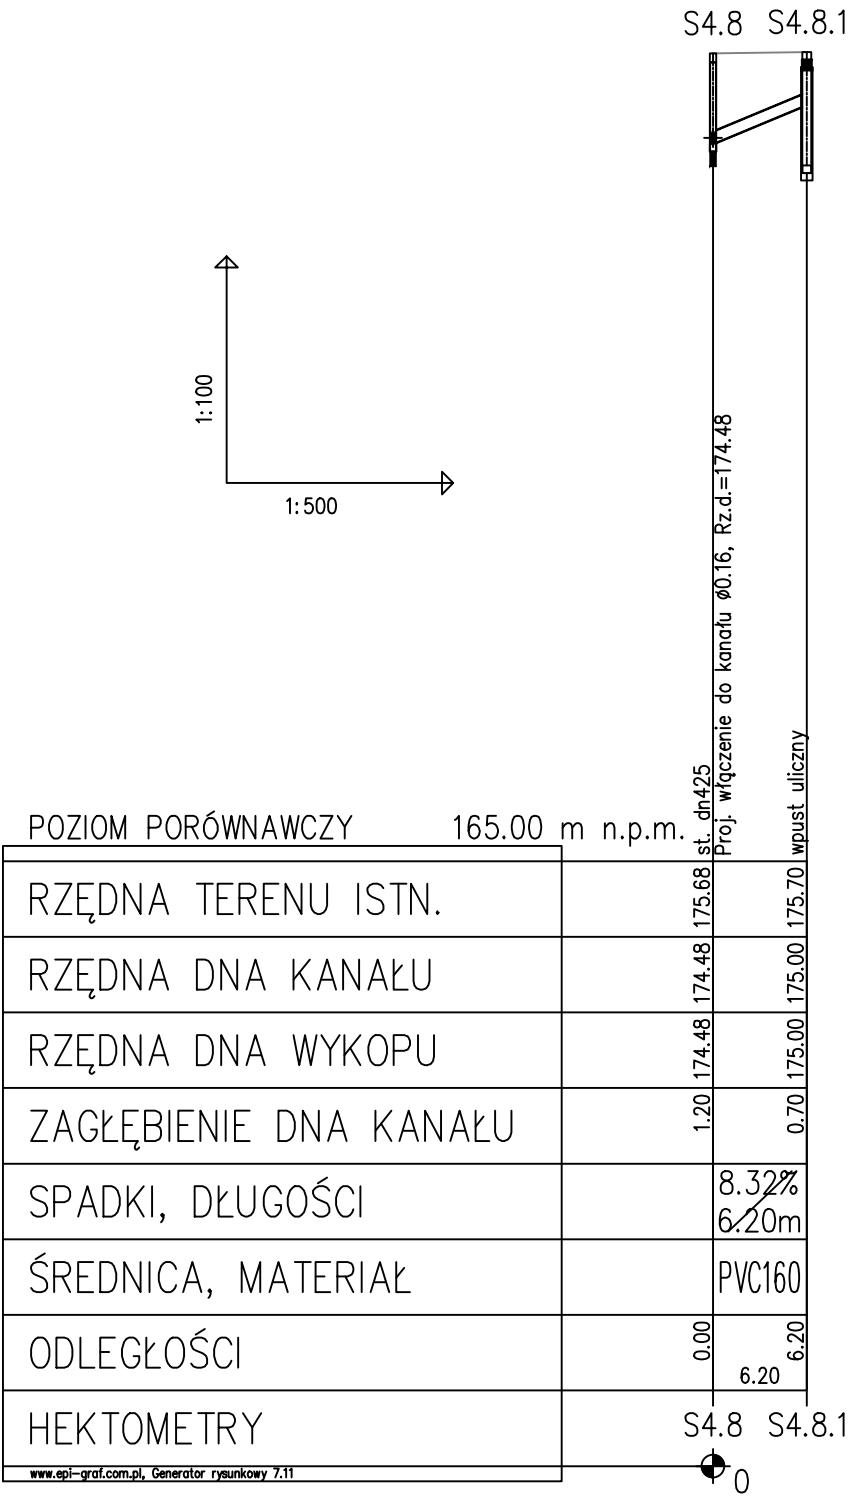 S4.8 S4.8.1
1:100
1:500
st. dn425
Proj. włączenie do kanału ø0.16, Rz.d.=174.48
wpust uliczny
POZIOM PORÓWNAWCZY 165.00 m n.p.m.
RZĘDNA TERENU ISTN. 175.68 175.70
RZĘDNA DNA KANAŁU 174.48 175.00
RZĘDNA DNA WYKOPU 174.48 175.00
ZAGŁĘBIENIE DNA KANAŁU 1.20 0.70
SPADKI, DŁUGOŚCI 8.32%
6.20m
ŚREDNICA, MATERIAŁ PVC160
ODLEGŁOŚCI 0.00 6.20
6.20
HEKTOMETRY S4.8 S4.8.1
www.epi-graf.com.pl, Generator rysunkowy 7.11
0